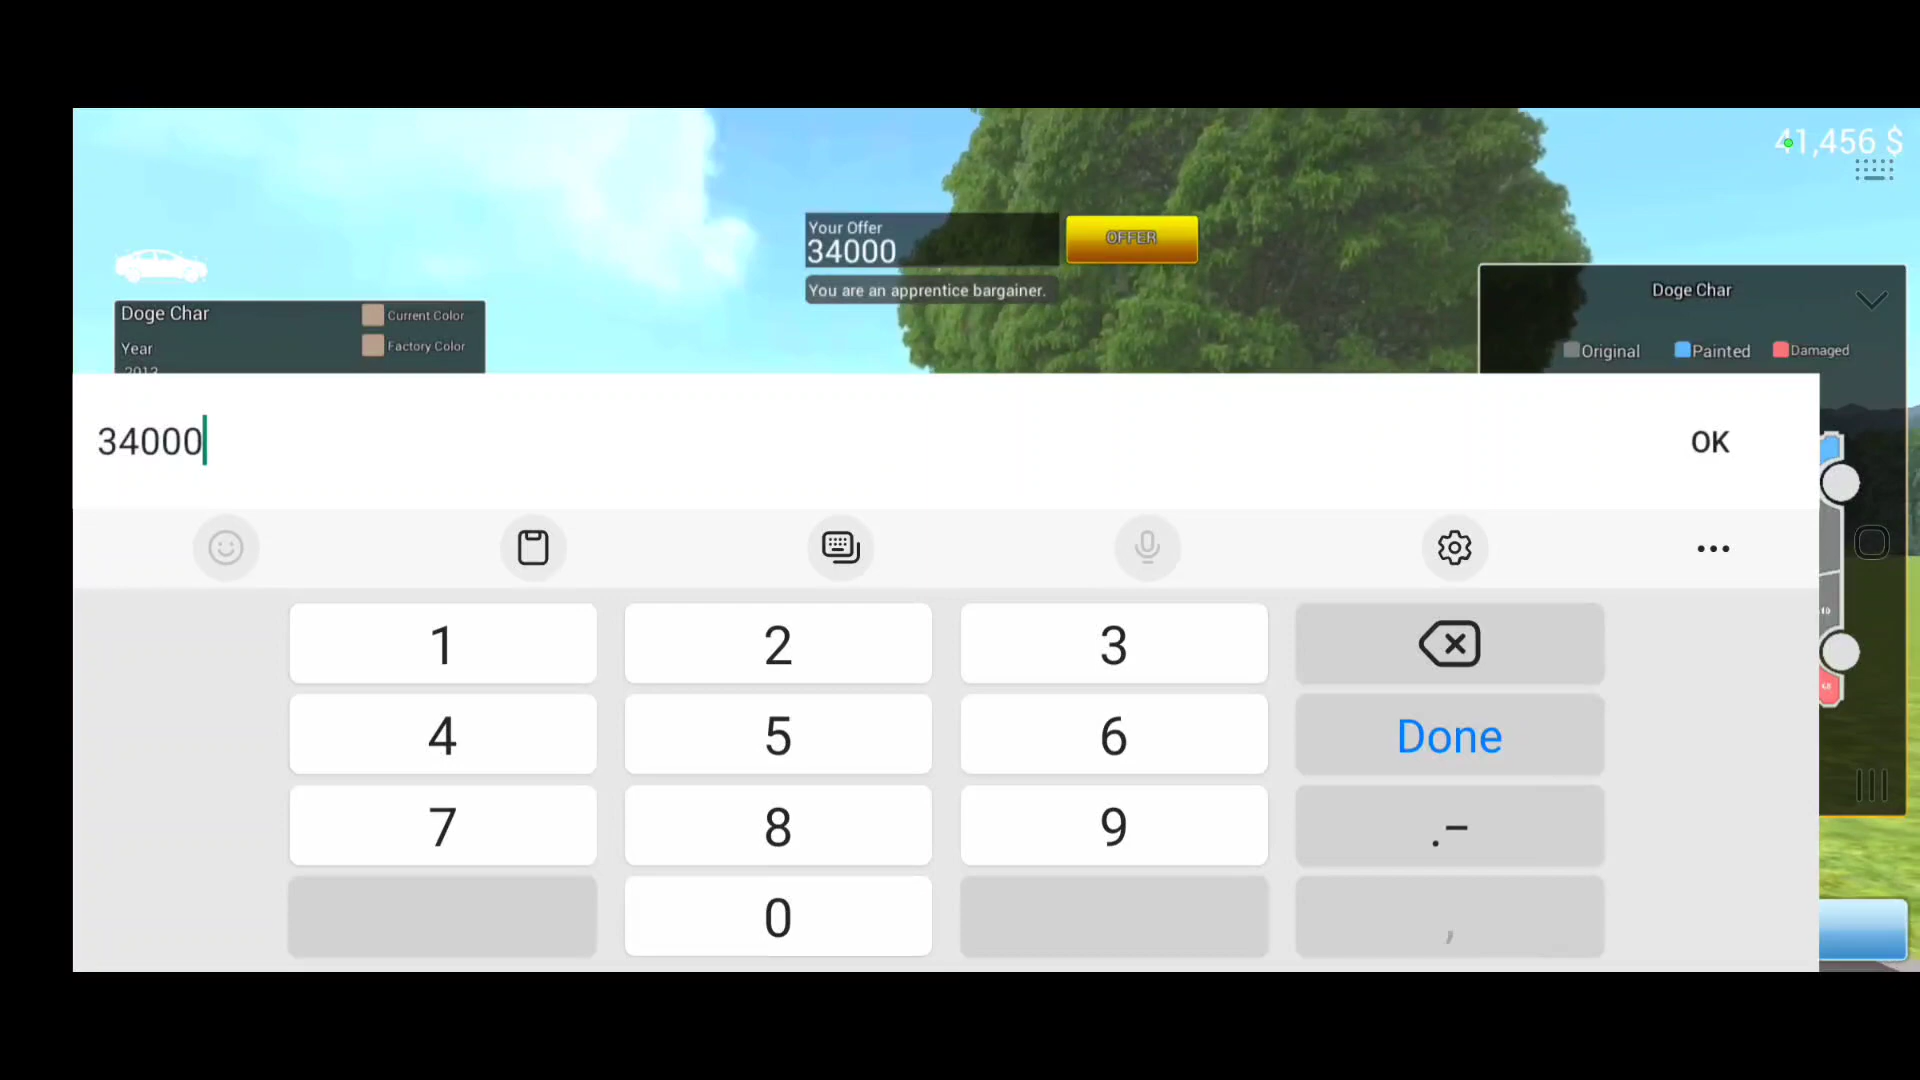 41,456 $
Your Offer
34000
OFFER
You are an apprentice bargainer.
Doge Char
Current Color
Year
Factory Color
2013
Doge Char
Original
Painted
Damaged
34000
OK
1
2
3
4
5
6
Done
7
8
9
.–
0
,